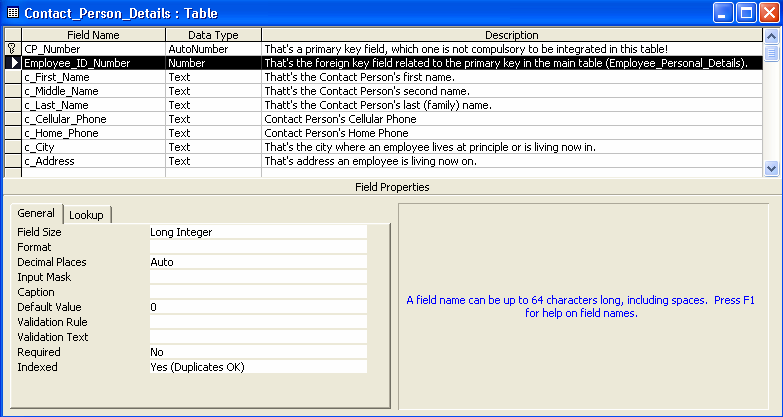 Contact_Person_Details : Table
Field Name Data Type Description
CP_Number AutoNumber That's a primary key field, which one is not compulsory to be integrated in this table!
Employee_ID_Number Number That's the foreign key field related to the primary key in the main table (Employee_Personal_Details).
c_First_Name Text That's the Contact Person's first name.
c_Middle_Name Text Thatt's the Contact Person's second name.
c_Last_Name Text That's the Contact Person's last (family) name.
c_Cellular_Phone Text Contact Person's Cellular Phone
c_Home_Phone Text Contact Person's Home Phone
c_City Text That's the city where an employee lives at principle or is living now in.
c_Address Text That's address an employee is living now on.
Field Properties
General Lookup
Field Size Long Integer
Format
Decimal Places Auto
Input Mask
Caption
Default Value 0
Validation Rule
Validation Text
Required No
Indexed Yes (Duplicates OK)
A field name can be up to 64 characters long, including spaces. Press F1
for help on field names.